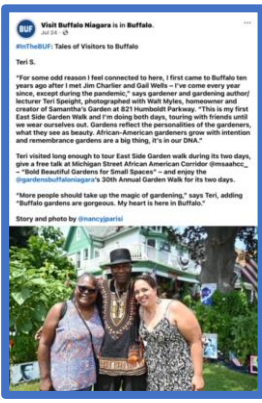 BUF
Visit Buffalo Niagara is in Buffalo.
Jul 24 ·
#InTheBUF: Tales of Visitors to Buffalo
Teri S.
"For some odd reason I feel connected to here, I first came to Buffalo ten
years ago after I met Jim Charlier and Gail Wells – I've come every year
since, except during the pandemic," says gardener and gardening author/
lecturer Teri Speight, photographed with Walt Myles, homeowner and
creator of Samantha's Garden at 821 Humboldt Parkway. "This is my first
East Side Garden Walk and I'm doing both days, touring with friends until
we wear ourselves out. Gardens reflect the personalities of the gardeners,
what they see as beauty. African-American gardeners grow with intention
and remembrance gardens are a big thing, it's in our DNA."
Teri visited long enough to tour East Side Garden walk during its two days,
give a free talk at Michigan Street African American Corridor @msaahcc_
– "Bold Beautiful Gardens for Small Spaces" – and enjoy the
@gardensbuffaloniagara's 30th Annual Garden Walk for its two days.
"More people should take up the magic of gardening," says Teri, adding
"Buffalo gardens are gorgeous. My heart is here in Buffalo."
Story and photo by @nancyjparisi